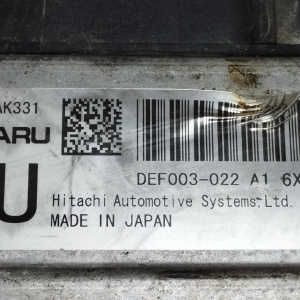 AK331
ARU
U
DEF003-022 A1 6X
Hitachi Automotive Systems,Ltd.
MADE IN JAPAN